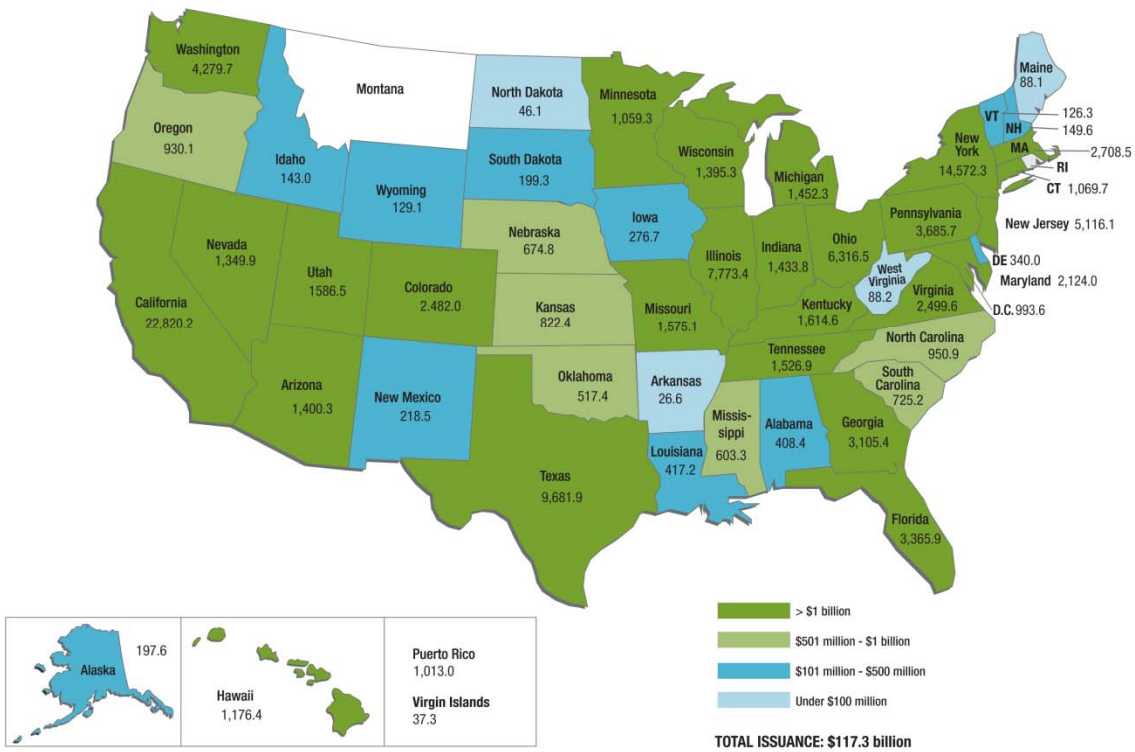 Washington
4,279.7
Montana
North Dakota
46.1
Minnesota
1,059.3
Maine
88.1
VT
126.3
NH
149.6
Oregon
930.1
Idaho
143.0
South Dakota
199.3
Wisconsin
1,395.3
Michigan
1,452.3
New
York
14,572.3
MA
2,708.5
RI
CT 1,069.7
Wyoming
129.1
Iowa
276.7
Pennsylvania
3,685.7
New Jersey 5,116.1
Nebraska
674.8
Nevada
1,349.9
Utah
1586.5
Colorado
2.482.0
Illinois
7,773.4
Indiana
1,433.8
Ohio
6,316.5
West
Virginia
88.2
DE 340.0
Maryland 2,124.0
Virginia
2,499.6
D.C. 993.6
California
22,820.2
Kansas
822.4
Missouri
1,575.1
Kentucky
1,614.6
North Carolina
950.9
Tennessee
1,526.9
Arizona
1,400.3
New Mexico
218.5
Oklahoma
517.4
Arkansas
26.6
South
Carolina
725.2
Missis-
sippi
603.3
Alabama
408.4
Georgia
3,105.4
Texas
9,681.9
Louisiana
417.2
Florida
3,365.9
Alaska
197.6
Hawaii
1,176.4
Puerto Rico
1,013.0
Virgin Islands
37.3
> $1 billion
$501 million - $1 billion
$101 million - $500 million
Under $100 million
TOTAL ISSUANCE: $117.3 billion